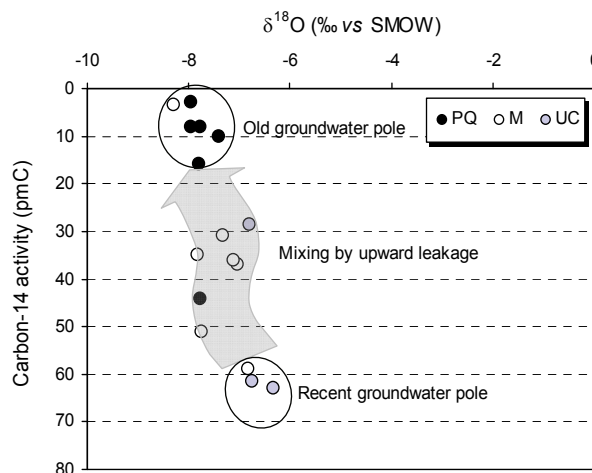 δ18O (‰ vs SMOW)
-10 -8 -6 -4 -2 0
0
10
20
30
40
50
60
70
80
Carbon-14 activity (pmC)
PQ M UC
Old groundwater pole
Mixing by upward leakage
Recent groundwater pole